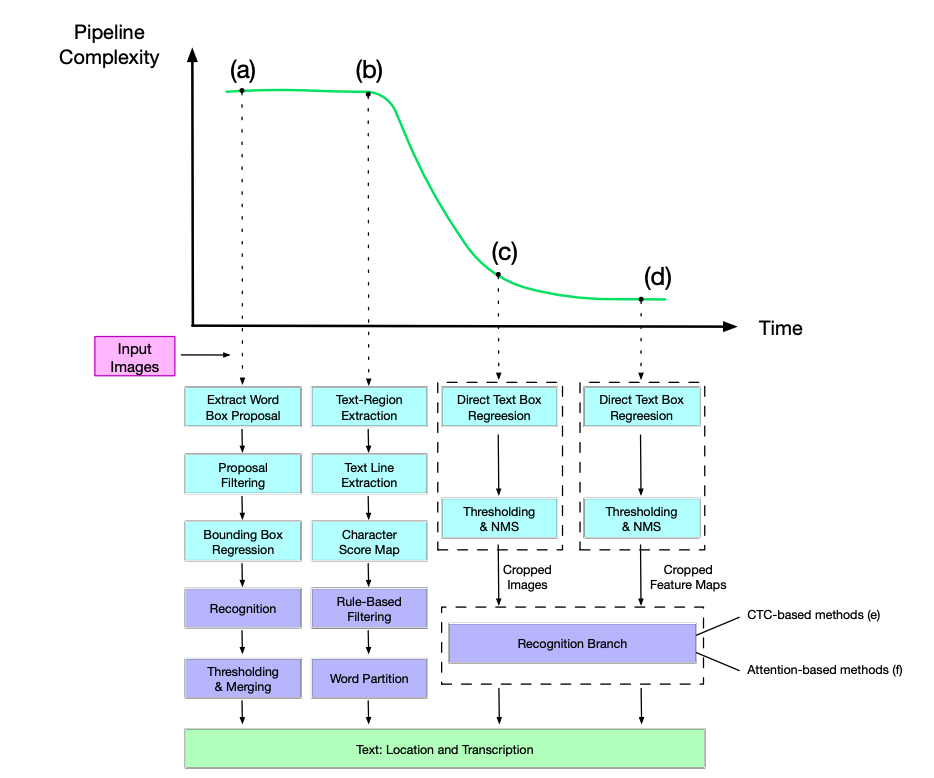 Pipeline
Complexity
(a)
(b)
(c)
(d)
Time
Input
Images
Extract Word
Box Proposal
Text-Region
Extraction
Direct Text Box
Regreesion
Direct Text Box
Regreesion
Proposal
Filtering
Text Line
Extraction
Thresholding
& NMS
Thresholding
& NMS
Bounding Box
Regression
Character
Score Map
Cropped
Images
Cropped
Feature Maps
Recognition
Rule-Based
Filtering
CTC-based methods (e)
Recognition Branch
Attention-based methods (f)
Thresholding
& Merging
Word Partition
Text: Location and Transcription